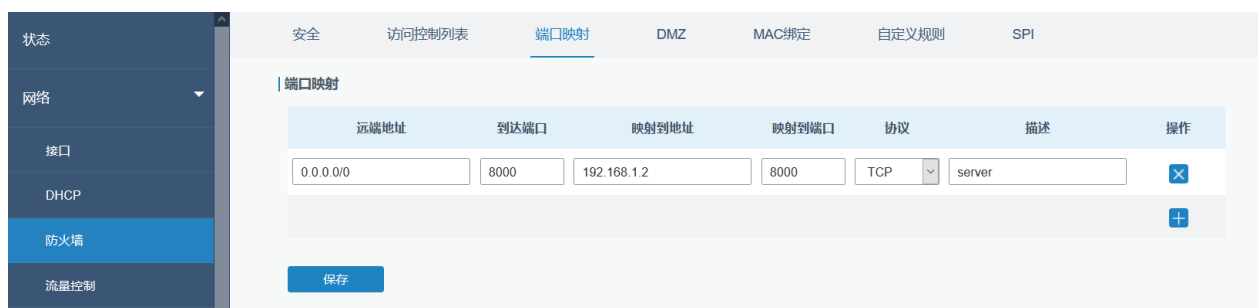 状态
网络
接口
DHCP
防火墙
流量控制
安全 访问控制列表 端口映射 DMZ MAC绑定 自定义规则 SPI
端口映射
远端地址 到达端口 映射到地址 映射到端口 协议 描述 操作
0.0.0.0/0 8000 192.168.1.2 8000 TCP server
保存